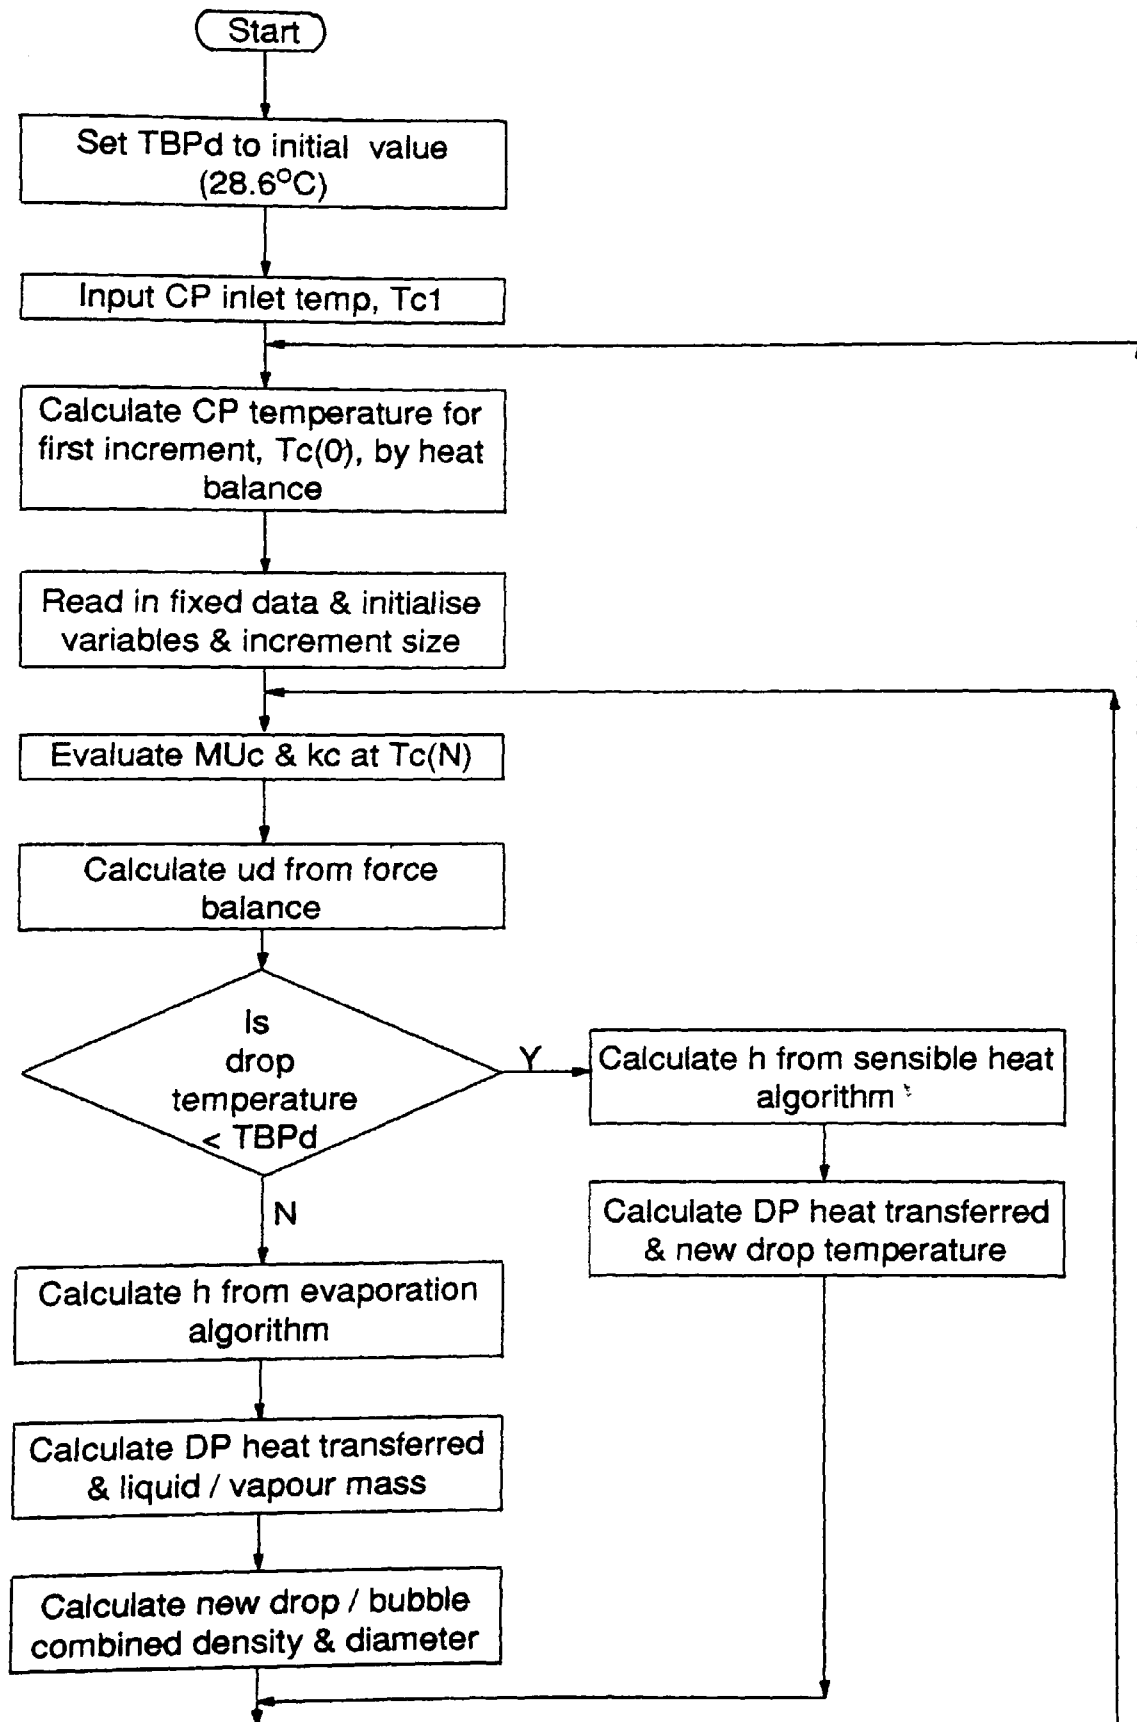 Start
Set TBPd to initial value
(28.6°C)
Input CP inlet temp, Tc1
Calculate CP temperature for
first increment, Tc(0), by heat
balance
Read in fixed data & initialise
variables & increment size
Evaluate MUc & kc at Tc(N)
Calculate ud from force
balance
Is
drop
temperature
< TBPd
Y
Calculate h from sensible heat
algorithm
Calculate DP heat transferred
& new drop temperature
N
Calculate h from evaporation
algorithm
Calculate DP heat transferred
& liquid / vapour mass
Calculate new drop / bubble
combined density & diameter